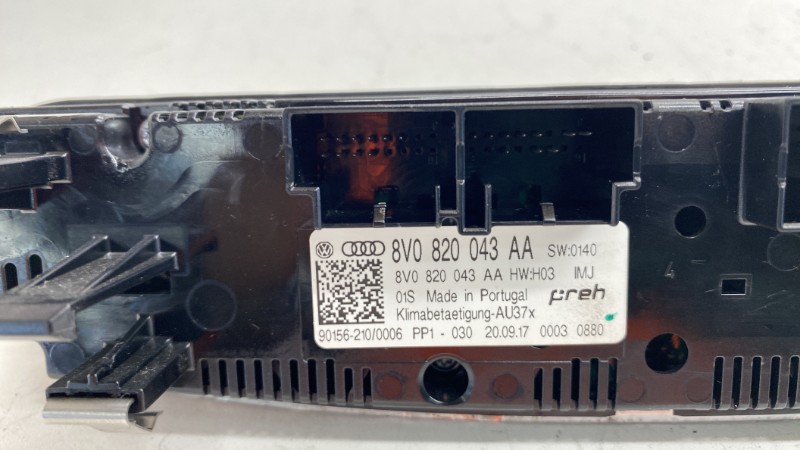 8V0 820 043 AA SW:0140
8V0 820 043 AA HW:H03 IMJ
01S Made in Portugal preh
Klimabetaetigung-AU37x
90156-210/0006 PP1 - 030 20.09.17 0003 0880
4 -